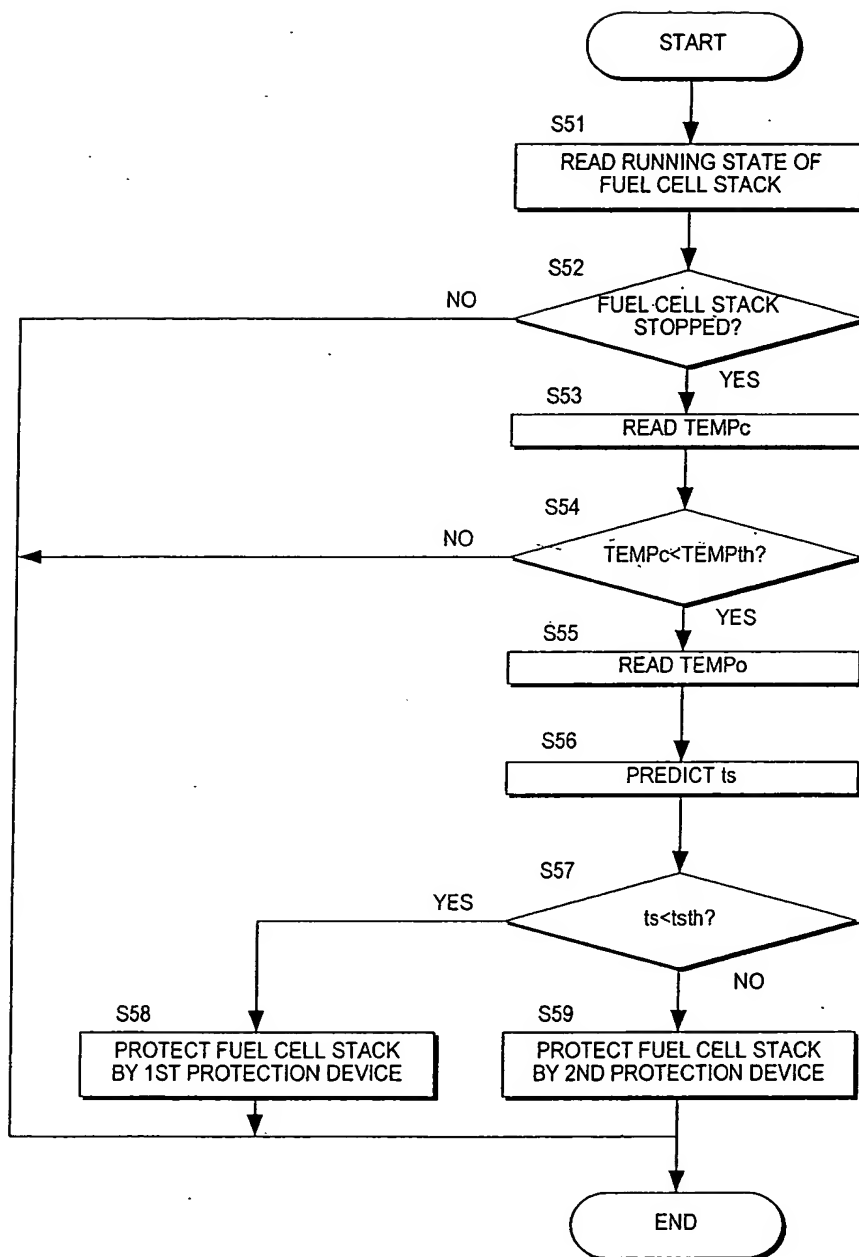 START
S51
READ RUNNING STATE OF
FUEL CELL STACK
S52
NO
FUEL CELL STACK
STOPPED?
YES
S53
READ TEMPc
S54
NO
TEMPc<TEMPth?
YES
S55
READ TEMPo
S56
PREDICT ts
S57
YES
ts<tsth?
NO
S58
PROTECT FUEL CELL STACK
BY 1ST PROTECTION DEVICE
S59
PROTECT FUEL CELL STACK
BY 2ND PROTECTION DEVICE
END